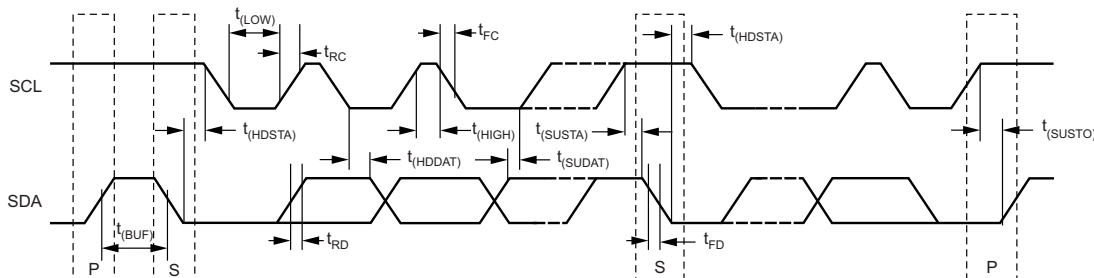 t(LOW)
tRC
tFC
t(HDSTA)
SCL
t(HDSTA)
t(HIGH)
t(SUSTA)
t(SUSTO)
t(HDDAT)
t(SUDAT)
SDA
t(BUF)
tRD
tFD
P
S
S
P